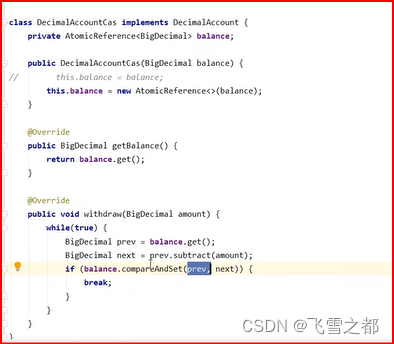 class DecimalAccountCas implements DecimalAccount {
private AtomicReference<BigDecimal> balance;
public DecimalAccountCas(BigDecimal balance) {
// this.balance = balance;
this.balance = new AtomicReference<>(balance);
}
@Override
public BigDecimal getBalance() {
return balance.get();
}
@Override
public void withdraw(BigDecimal amount) {
while(true) {
BigDecimal prev = balance.get();
BigDecimal next = prev.subtract(amount);
if (balance.compareAndSet(prev, next)) {
break;
}
}
}
}
CSDN @飞雪之都